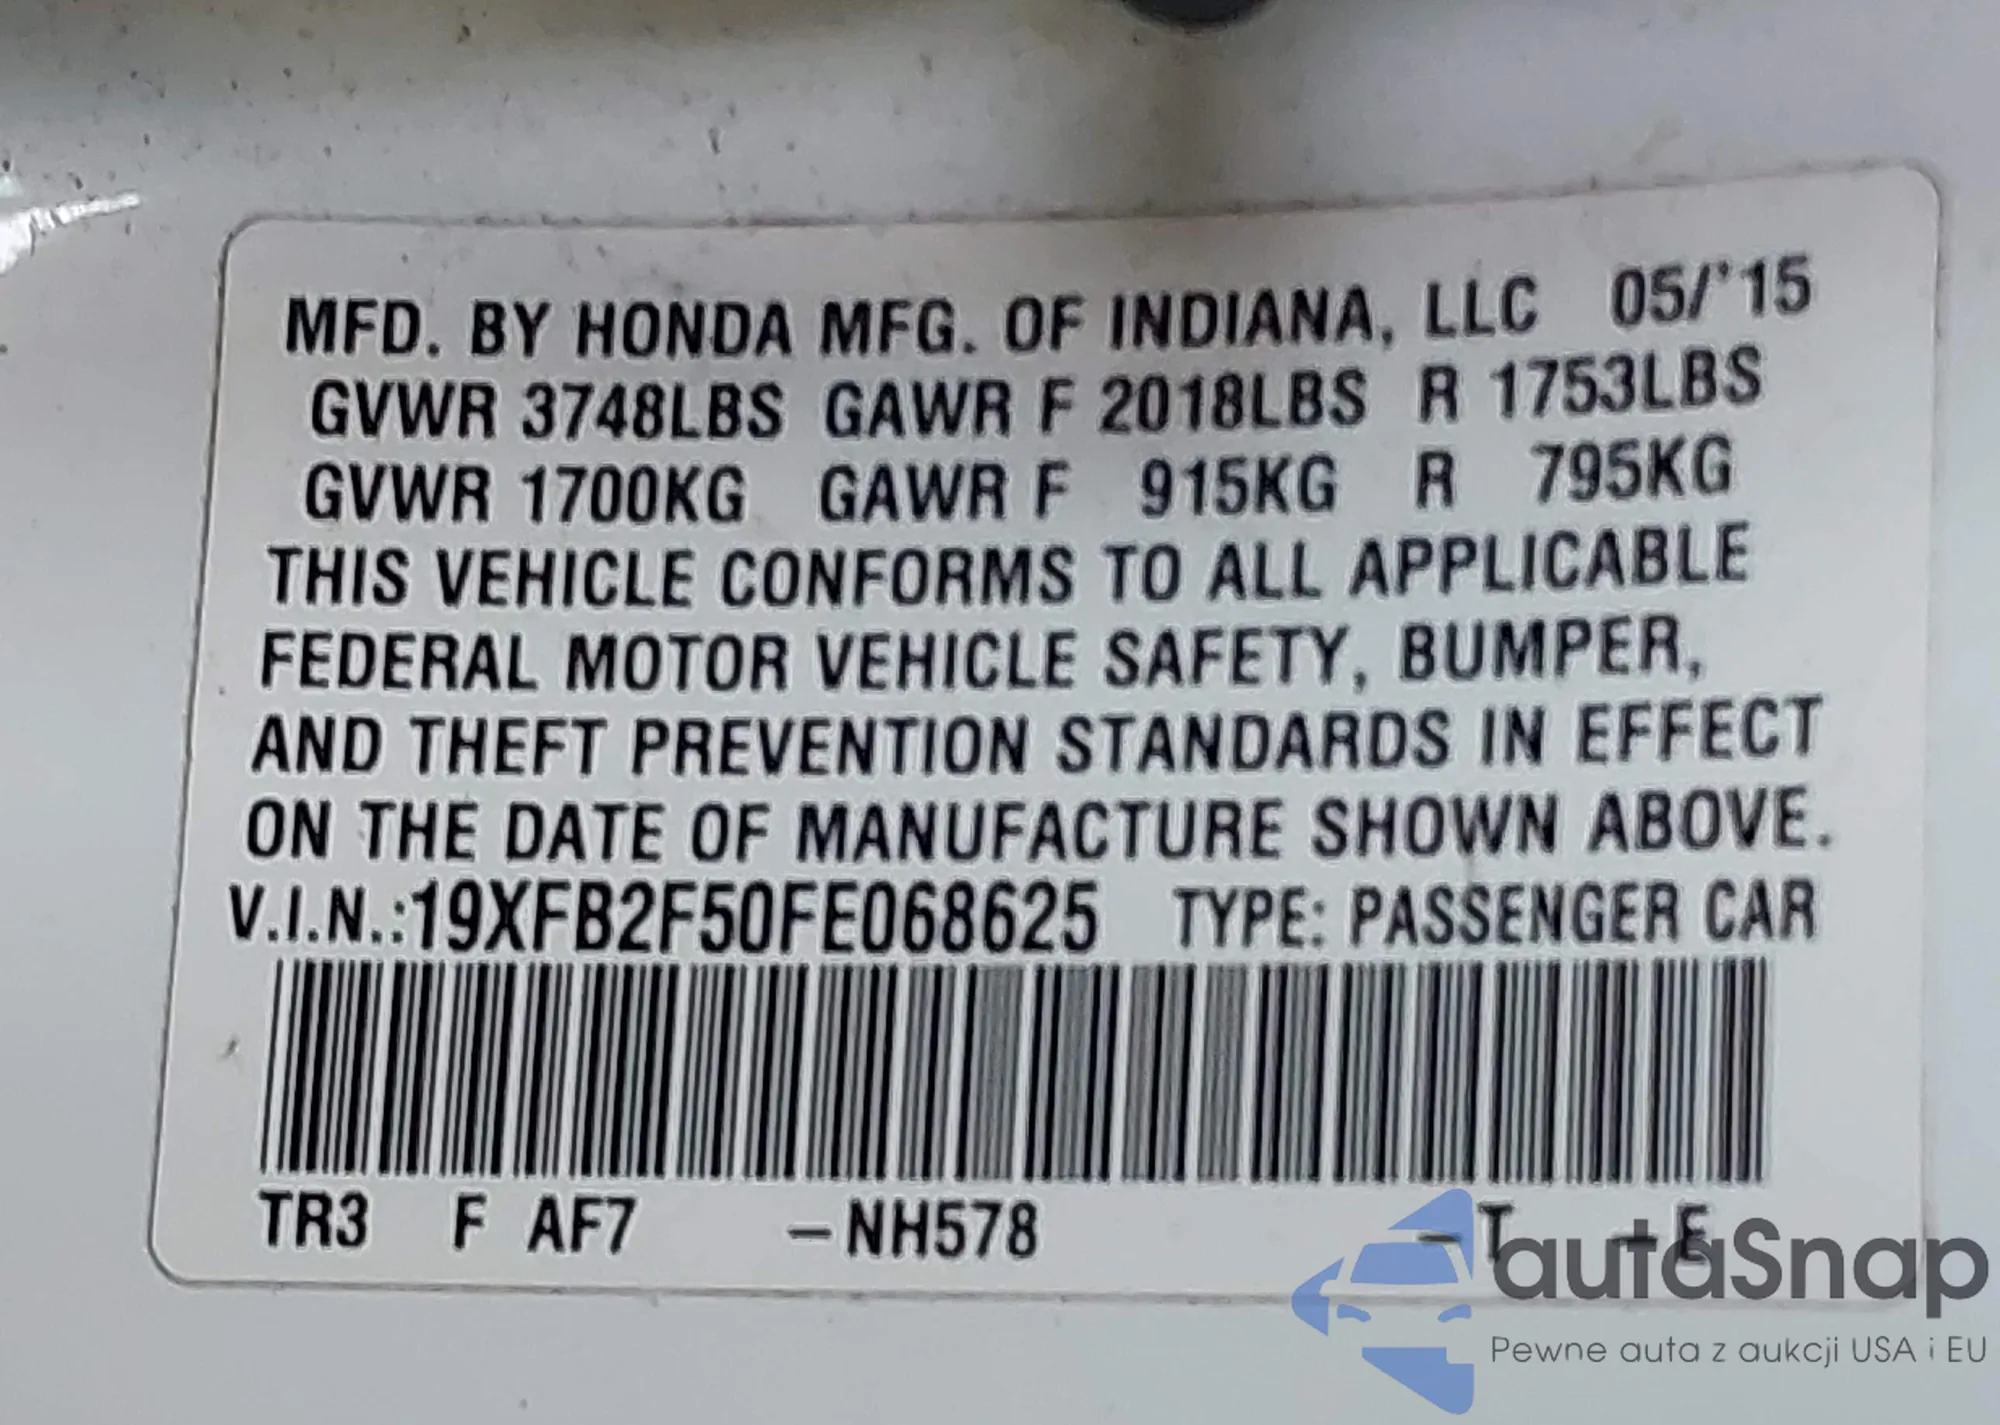 MFD. BY HONDA MFG. OF INDIANA, LLC 05/'15
GVWR 3748LBS GAWR F 2018LBS R 1753LBS
GVWR 1700KG GAWR F 915KG R 795KG
THIS VEHICLE CONFORMS TO ALL APPLICABLE
FEDERAL MOTOR VEHICLE SAFETY, BUMPER,
AND THEFT PREVENTION STANDARDS IN EFFECT
ON THE DATE OF MANUFACTURE SHOWN ABOVE.
V.I.N.:19XFB2F50FE068625 TYPE: PASSENGER CAR
TR3 F AF7 –NH578 –T –E
autaSnap
Pewne auta z aukcji USA i EU